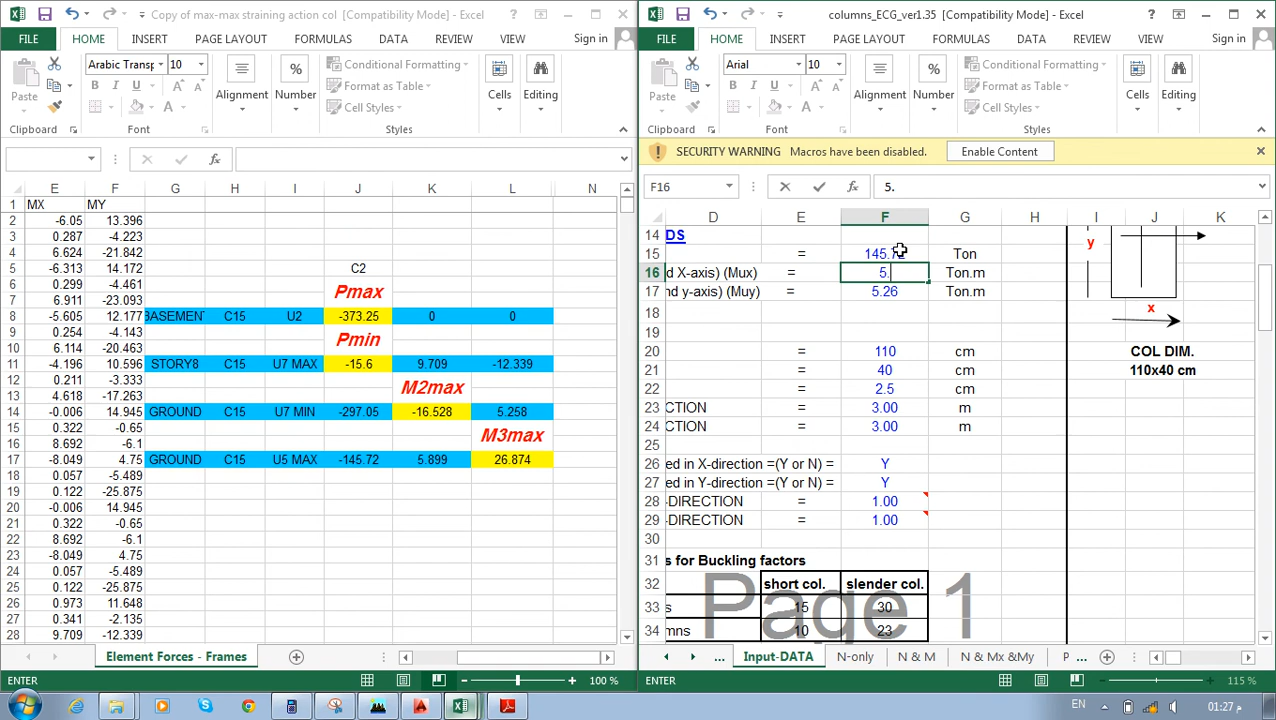 Copy of max-max straining action col [Compatibility Mode] - Excel
FILE HOME INSERT PAGE LAYOUT FORMULAS DATA REVIEW VIEW Sign in
Arabic Transp 10
Paste
B I U
Alignment
%
Number
Conditional Formatting
Format as Table
Cell Styles
Cells
Editing
Clipboard Font Styles
fx
E F G H I J K L N
1 MX MY
2 -6.05 13.396
3 0.287 -4.223
4 6.624 -21.842
5 -6.313 14.172 C2
6 0.299 -4.461 Pmax
7 6.911 -23.093
8 -5.605 12.177 BASEMENT C15 U2 -373.25 0 0
9 0.254 -4.143 Pmin
10 6.114 -20.463
11 -4.196 10.596 STORY8 C15 U7 MAX -15.6 9.709 -12.339
12 0.211 -3.333 M2max
13 4.618 -17.263
14 -0.006 14.945 GROUND C15 U7 MIN -297.05 -16.528 5.258
15 0.322 -0.65 M3max
16 8.692 -6.1
17 -8.049 4.75 GROUND C15 U5 MAX -145.72 5.899 26.874
18 0.057 -5.489
19 0.122 -25.875
20 -0.006 14.945
21 0.322 -0.65
22 8.692 -6.1
23 -8.049 4.75
24 0.057 -5.489
25 0.122 -25.875
26 0.973 11.648
27 0.341 -2.135
28 9.709 -12.339
Element Forces - Frames
ENTER 100 %
columns_ECG_ver1.35 [Compatibility Mode] - Excel
FILE HOME INSERT PAGE LAYOUT FORMULAS DATA REVIEW VIEW Sign in
Arial 10
Paste
B I U
Alignment
%
Number
Conditional Formatting
Format as Table
Cell Styles
Cells
Editing
Clipboard Font Styles
SECURITY WARNING Macros have been disabled. Enable Content
F16 fx 5.
D E F G H I J K
14 DS
15 = Ton
16 d X-axis) (Mux) = 5. Ton.m
17 nd y-axis) (Muy) = 5.26 Ton.m
18
19
20 = 110 cm
21 = 40 cm
22 = 2.5 cm
23 CTION = 3.00 m
24 CTION = 3.00 m
25
26 ed in X-direction =(Y or N) = Y
27 ed in Y-direction =(Y or N) = Y
28 -DIRECTION = 1.00
29 -DIRECTION = 1.00
30
31 s for Buckling factors
32 short col. slender col.
33 s 15 30
34 mns 10 23
Page 1
y
x
COL DIM.
110x40 cm
... Input-DATA N-only N & M N & Mx &My P ...
ENTER 115 %
EN 01:27 م